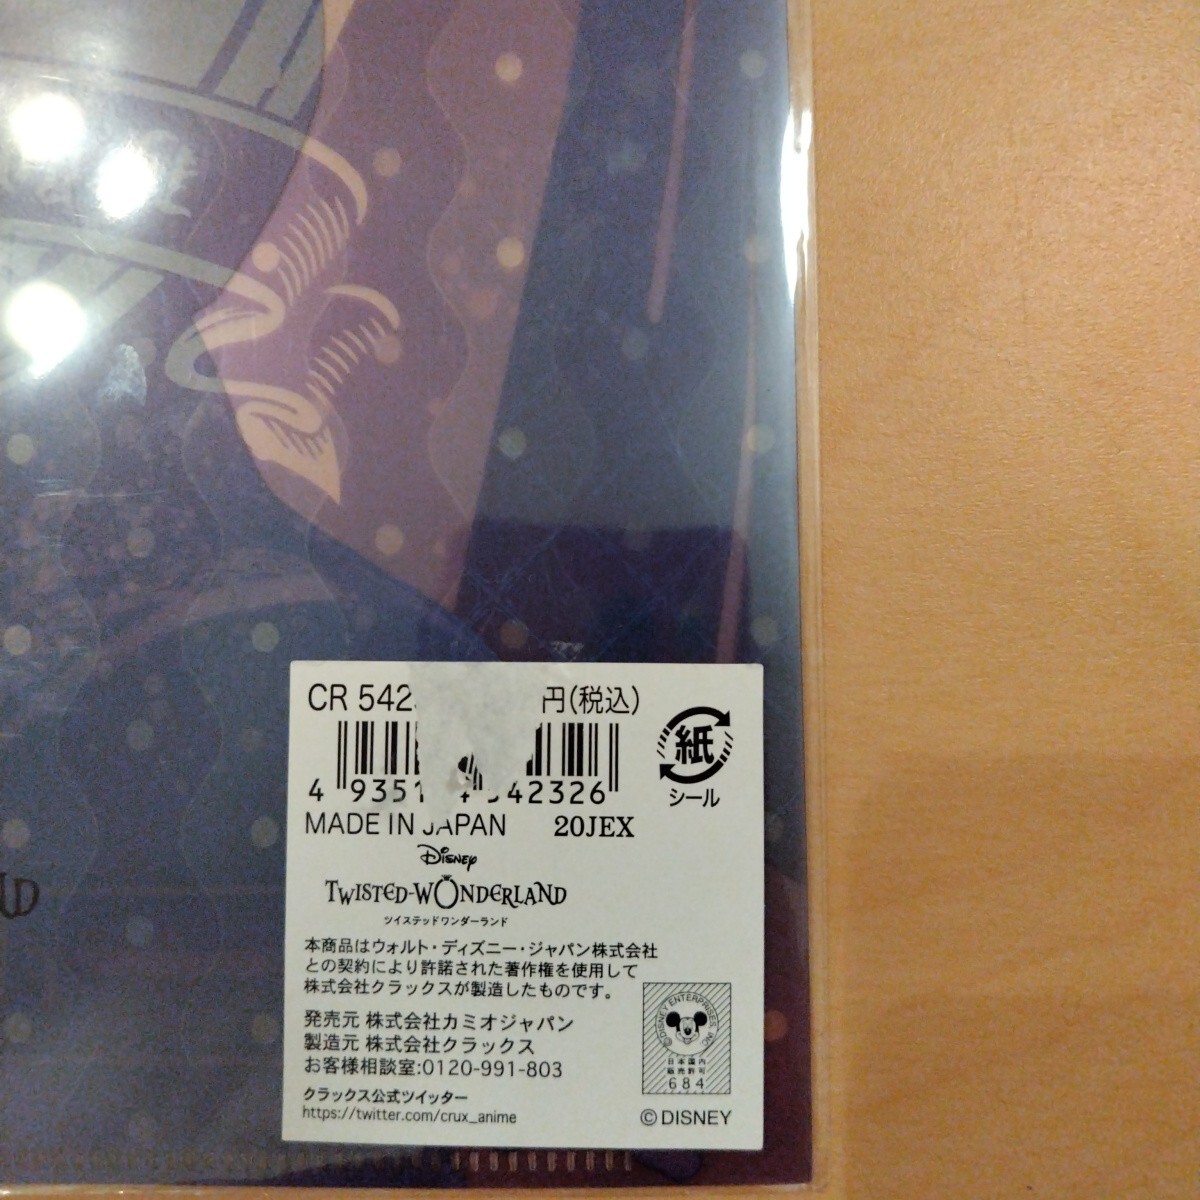 CR 542 円(税込)
紙
シール
4 9351 4 542326
MADE IN JAPAN 20JEX
Disney
TWISTED-WONDERLAND
ツイステッドワンダーランド
本商品はウォルト・ディズニー・ジャパン株式会社
との契約により許諾された著作権を使用して
株式会社クラックスが製造したものです。
発売元 株式会社カミオジャパン
製造元 株式会社クラックス
お客様相談室:0120-991-803
クラックス公式ツイッター
https://twitter.com/crux_anime
©DISNEY ENTERPRISES, INC.
日本国内
販売許可
684
©DISNEY